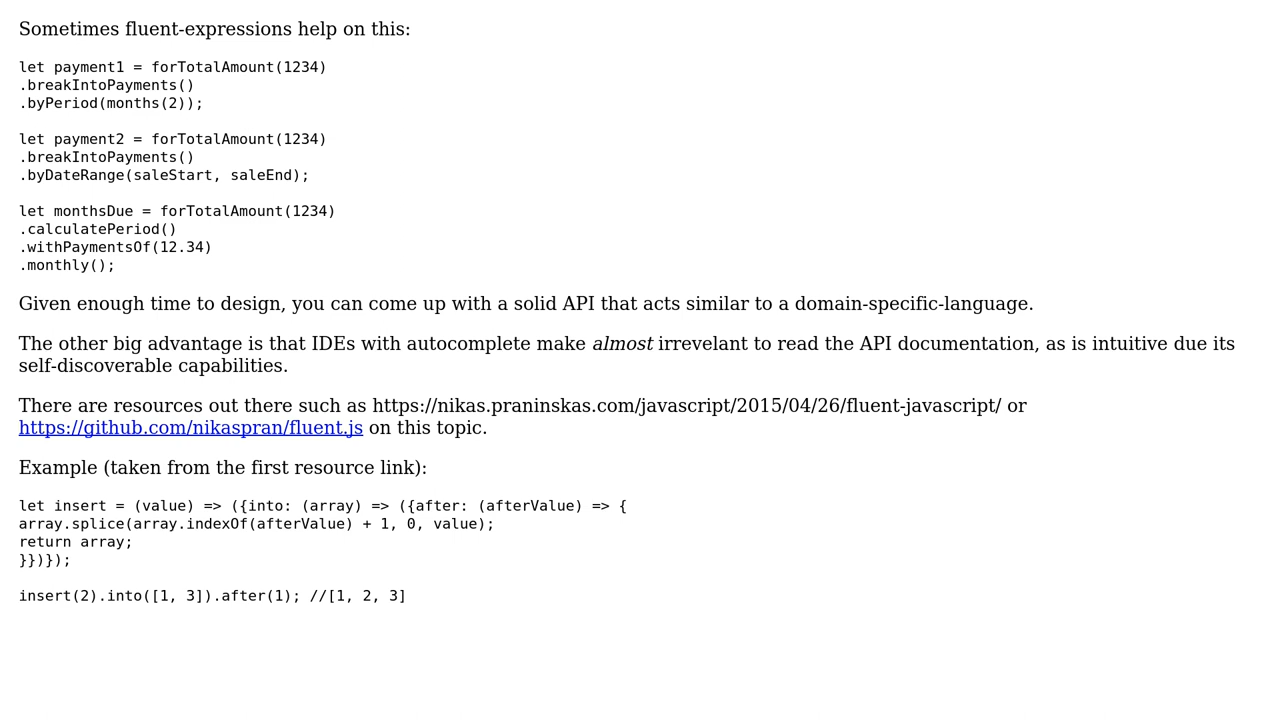 Sometimes fluent-expressions help on this:
let payment1 = forTotalAmount(1234)
.breakIntoPayments()
.byPeriod(months(2));
let payment2 = forTotalAmount(1234)
.breakIntoPayments()
.byDateRange(saleStart, saleEnd);
let monthsDue = forTotalAmount(1234)
.calculatePeriod()
.withPaymentsOf(12.34)
.monthly();
Given enough time to design, you can come up with a solid API that acts similar to a domain-specific-language.
The other big advantage is that IDEs with autocomplete make almost irrevelant to read the API documentation, as is intuitive due its
self-discoverable capabilities.
There are resources out there such as https://nikas.praninskas.com/javascript/2015/04/26/fluent-javascript/ or
https://github.com/nikaspran/fluent.js on this topic.
Example (taken from the first resource link):
let insert = (value) => ({into: (array) => ({after: (afterValue) => {
array.splice(array.indexOf(afterValue) + 1, 0, value);
return array;
}})});
insert(2).into([1, 3]).after(1); //[1, 2, 3]